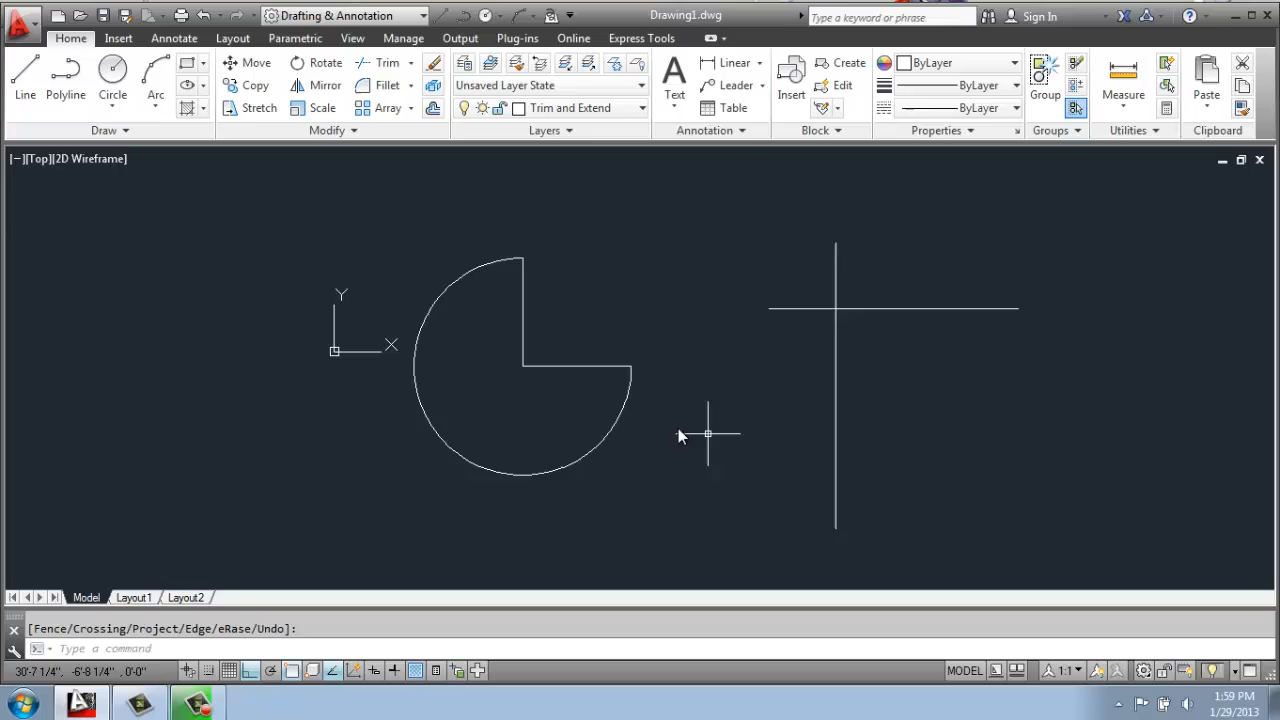 Drafting & Annotation
Drawing1.dwg
Type a keyword or phrase
Sign In
Home Insert Annotate Layout Parametric View Manage Output Plug-ins Online Express Tools
Line Polyline Circle Arc
Draw
Move Rotate Trim
Copy Mirror Fillet
Stretch Scale Array
Modify
Unsaved Layer State
Trim and Extend
Layers
Text
Linear
Leader
Table
Annotation
Insert
Create
Edit
Block
ByLayer
ByLayer
ByLayer
Properties
Group
Groups
Measure
Utilities
Paste
Clipboard
[−][Top][2D Wireframe]
Y
X
Model Layout1 Layout2
[Fence/Crossing/Project/Edge/eRase/Undo]:
Type a command
30'-7 1/4", -6'-8 1/4" , 0'-0"
MODEL
1:1
1:59 PM
1/29/2013